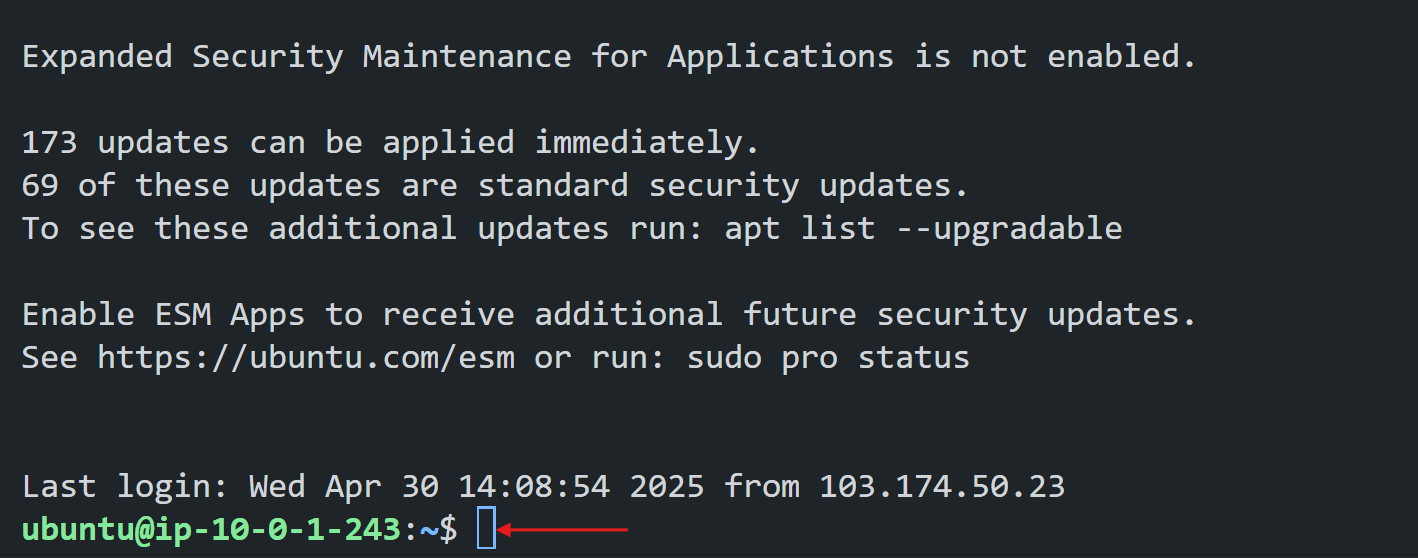 Expanded Security Maintenance for Applications is not enabled.
173 updates can be applied immediately.
69 of these updates are standard security updates.
To see these additional updates run: apt list --upgradable
Enable ESM Apps to receive additional future security updates.
See https://ubuntu.com/esm or run: sudo pro status
Last login: Wed Apr 30 14:08:54 2025 from 103.174.50.23
ubuntu@ip-10-0-1-243:~$